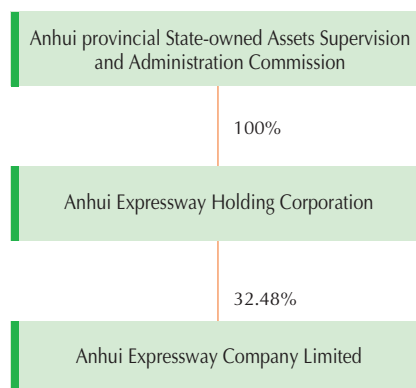 Anhui provincial State-owned Assets Supervision
and Administration Commission
100%
Anhui Expressway Holding Corporation
32.48%
Anhui Expressway Company Limited